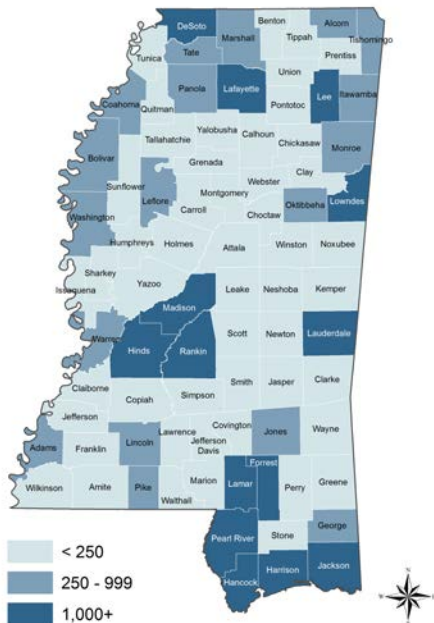 Benton
Alcorn
DeSoto
Marshall
Tippah
Tishomingo
Tunica
Tate
Prentiss
Union
Panola
Lafayette
Lee
Itawamba
Coahoma
Quitman
Pontotoc
Yalobusha
Calhoun
Tallahatchie
Chickasaw
Monroe
Bolivar
Grenada
Clay
Sunflower
Webster
Leflore
Montgomery
Lowndes
Oktibbeha
Carroll
Choctaw
Washington
Humphreys
Holmes
Attala
Winston
Noxubee
Sharkey
Issaquena
Yazoo
Leake
Neshoba
Kemper
Madison
Warren
Hinds
Rankin
Scott
Newton
Lauderdale
Claiborne
Copiah
Simpson
Smith
Jasper
Clarke
Jefferson
Adams
Franklin
Lincoln
Lawrence
Jefferson
Davis
Covington
Jones
Wayne
Wilkinson
Amite
Pike
Walthall
Marion
Lamar
Forrest
Perry
Greene
Pearl River
Stone
George
Hancock
Harrison
Jackson
< 250
250 - 999
1,000+
N
W
E
S